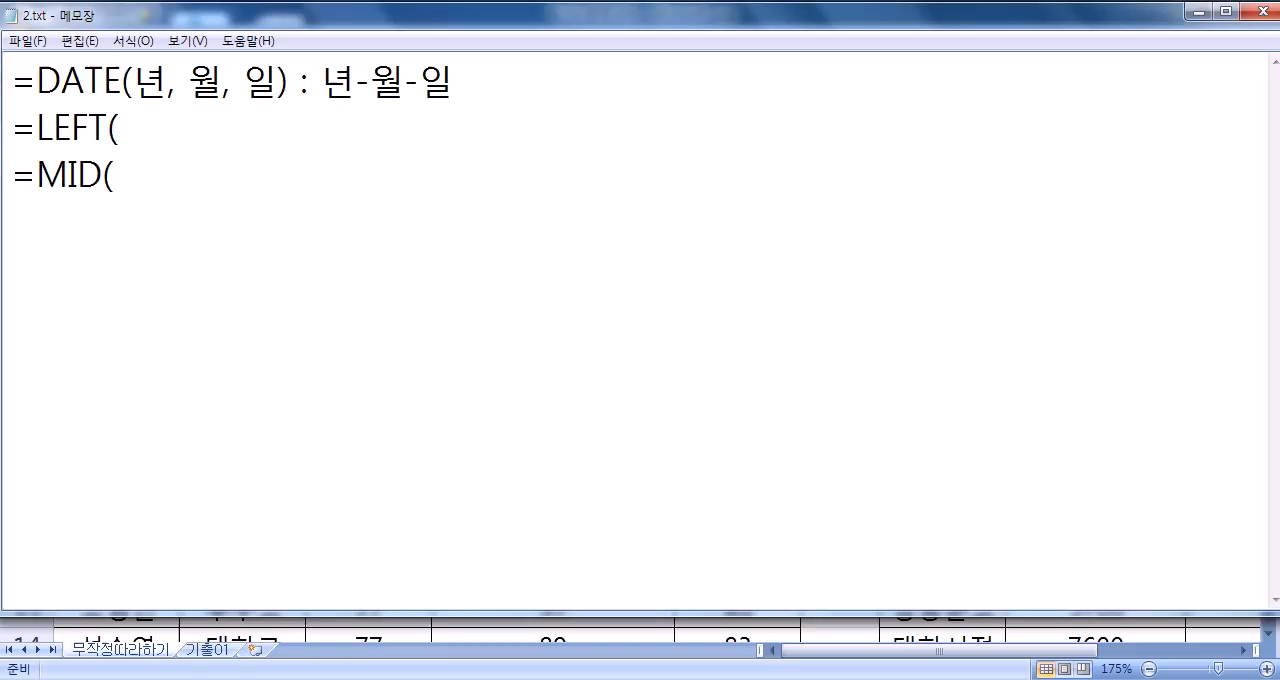 2.txt - 메모장
파일(F) 편집(E) 서식(O) 보기(V) 도움말(H)
=DATE(년, 월, 일) : 년-월-일
=LEFT(
=MID(
무작정따라하기 기출01
준비 175%